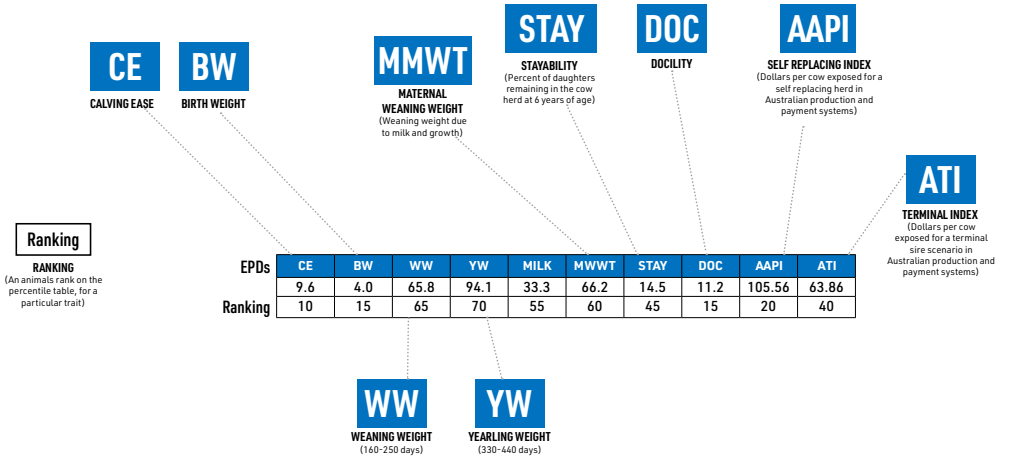 STAY
DOC
AAPI
CE
BW
MMWT
STAYABILITY
(Percent of daughters
remaining in the cow
herd at 6 years of age)
DOCILITY
SELF REPLACING INDEX
(Dollars per cow exposed for a
self replacing herd in
Australian production and
payment systems)
CALVING EASE
BIRTH WEIGHT
MATERNAL
WEANING WEIGHT
(Weaning weight due
to milk and growth)
ATI
TERMINAL INDEX
(Dollars per cow
exposed for a terminal
sire scenario in
Australian production and
payment systems)
Ranking
RANKING
(An animals rank on the
percentile table, for a
particular trait)
EPDs CE BW WW YW MILK MWWT STAY DOC AAPI ATI
9.6 4.0 65.8 94.1 33.3 66.2 14.5 11.2 105.56 63.86
Ranking 10 15 65 70 55 60 45 15 20 40
WW
WEANING WEIGHT
(160-250 days)
YW
YEARLING WEIGHT
(330-440 days)